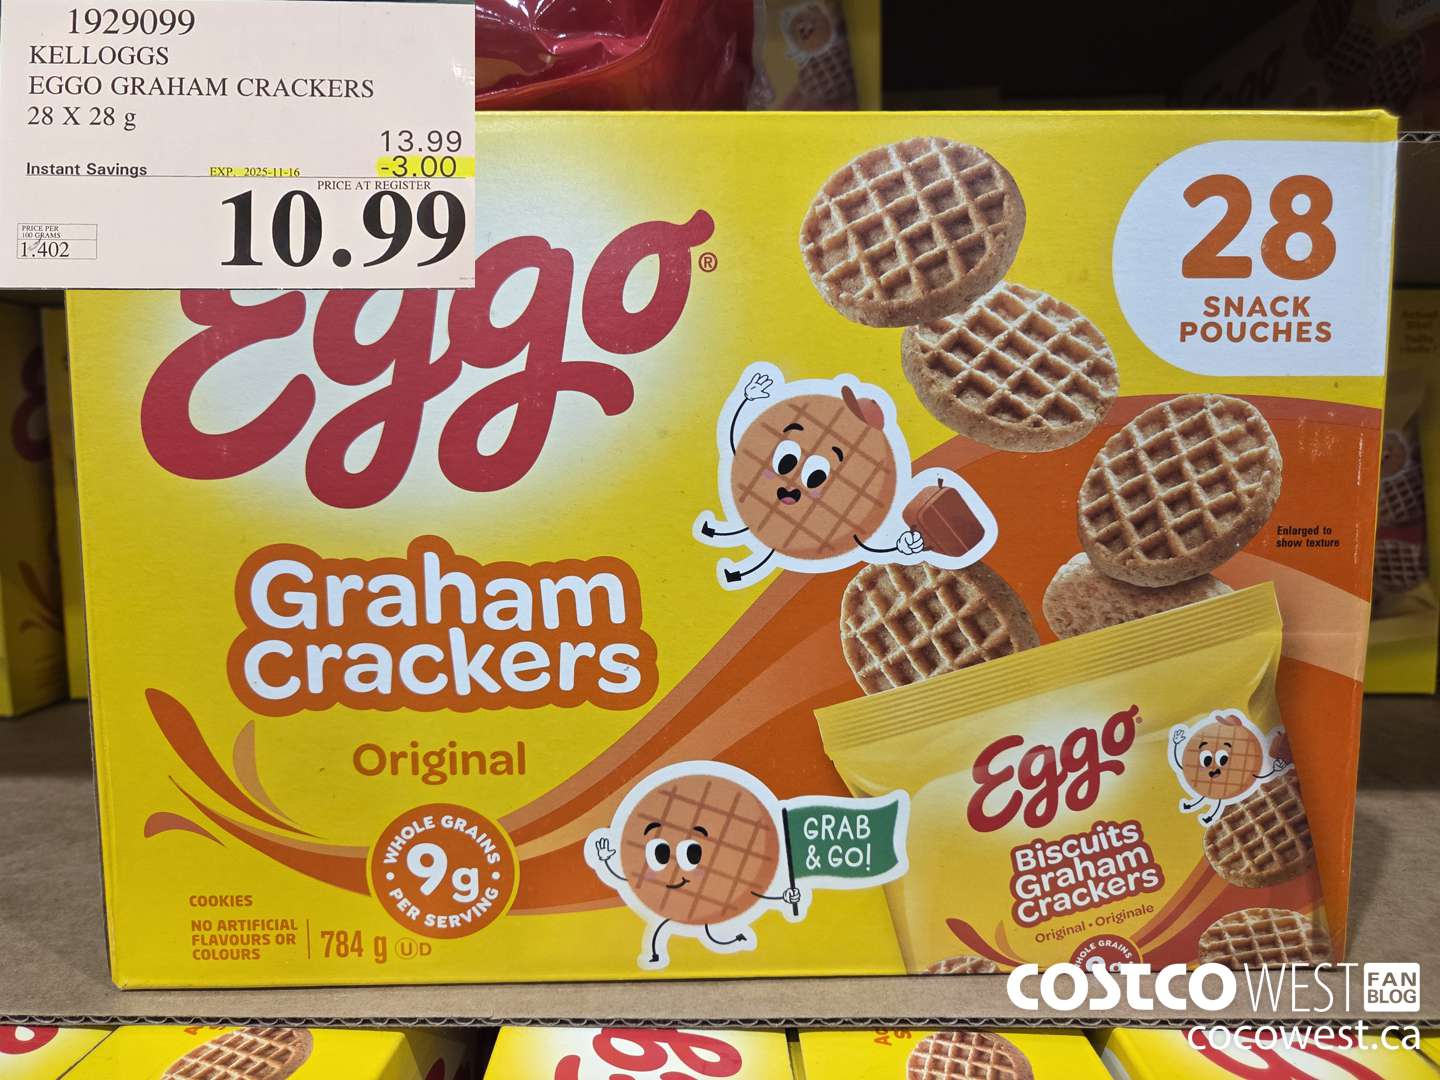 1929099
KELLOGGS
EGGO GRAHAM CRACKERS
28 X 28 g
13.99
Instant Savings EXP. 2025-11-16 -3.00
PRICE AT REGISTER
10.99
PRICE PER
100 GRAMS
1.402
Eggo®
28
SNACK
POUCHES
Enlarged to
show texture
Graham
Crackers
Original
WHOLE GRAINS
9g
PER SERVING
GRAB
& GO!
COOKIES
NO ARTIFICIAL
FLAVOURS OR
COLOURS
784 g U D
Eggo
Biscuits
Graham
Crackers
Original • Originale
WHOLE GRAINS
COSTCO WEST FAN
BLOG
cocowest.ca